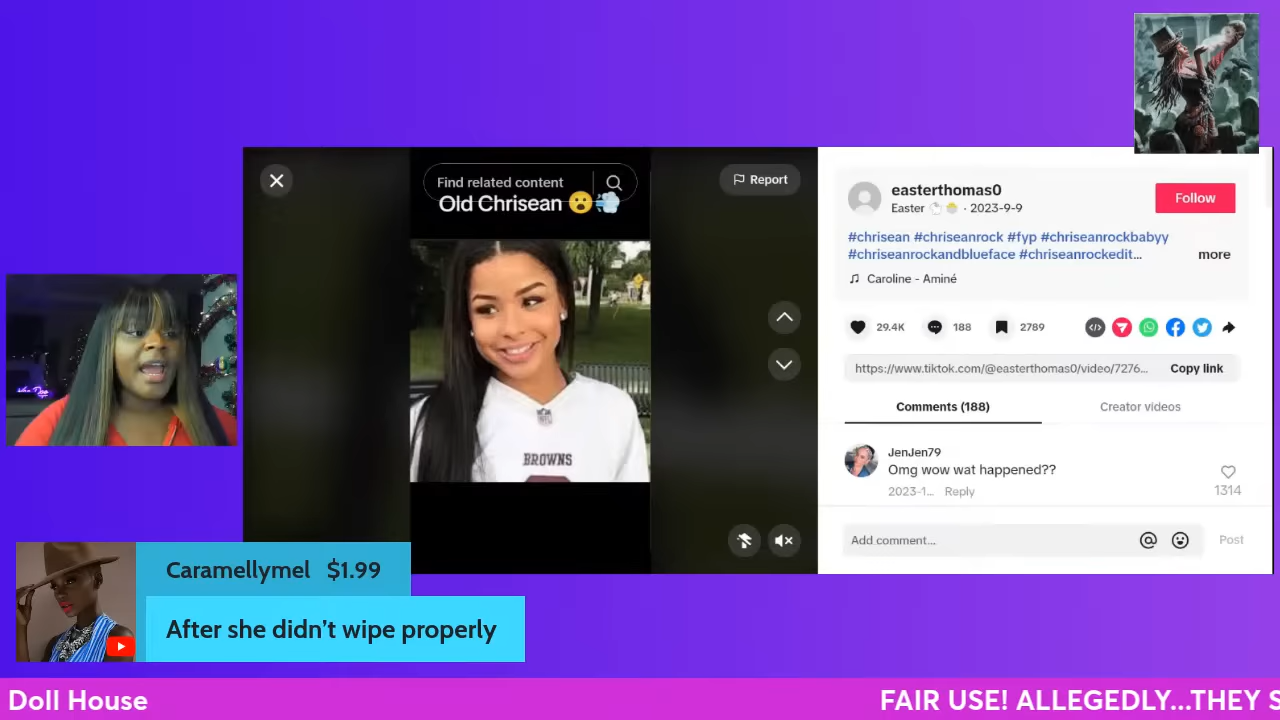 Find related content
Old Chrisean 😮💨
Report
BROWNS
easterthomas0
Easter 🐑 🐣 · 2023-9-9
Follow
#chrisean #chriseanrock #fyp #chriseanrockbabyy
#chriseanrockandblueface #chriseanrockedit...
more
Caroline - Aminé
29.4K
188
2789
https://www.tiktok.com/@easterthomas0/video/7276...
Copy link
Comments (188)
Creator videos
JenJen79
Omg wow wat happened??
2023-1... Reply
1314
Add comment...
Post
Caramellymel $1.99
After she didn't wipe properly
Doll House
FAIR USE! ALLEGEDLY...THEY S